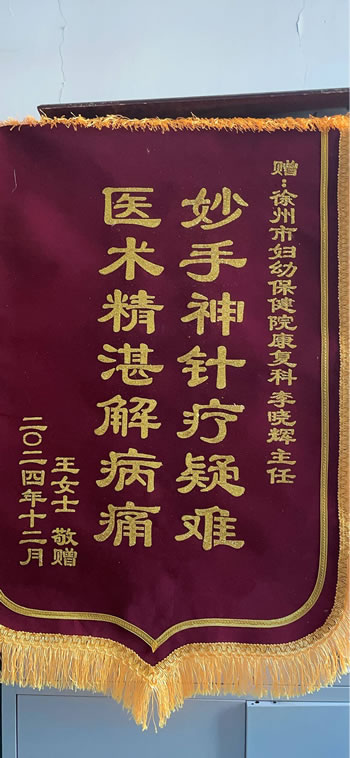 赠：徐州市妇幼保健院康复科李晓辉主任
妙手神针疗疑难
医术精湛解病痛
王女士 敬赠
二〇二四年十二月